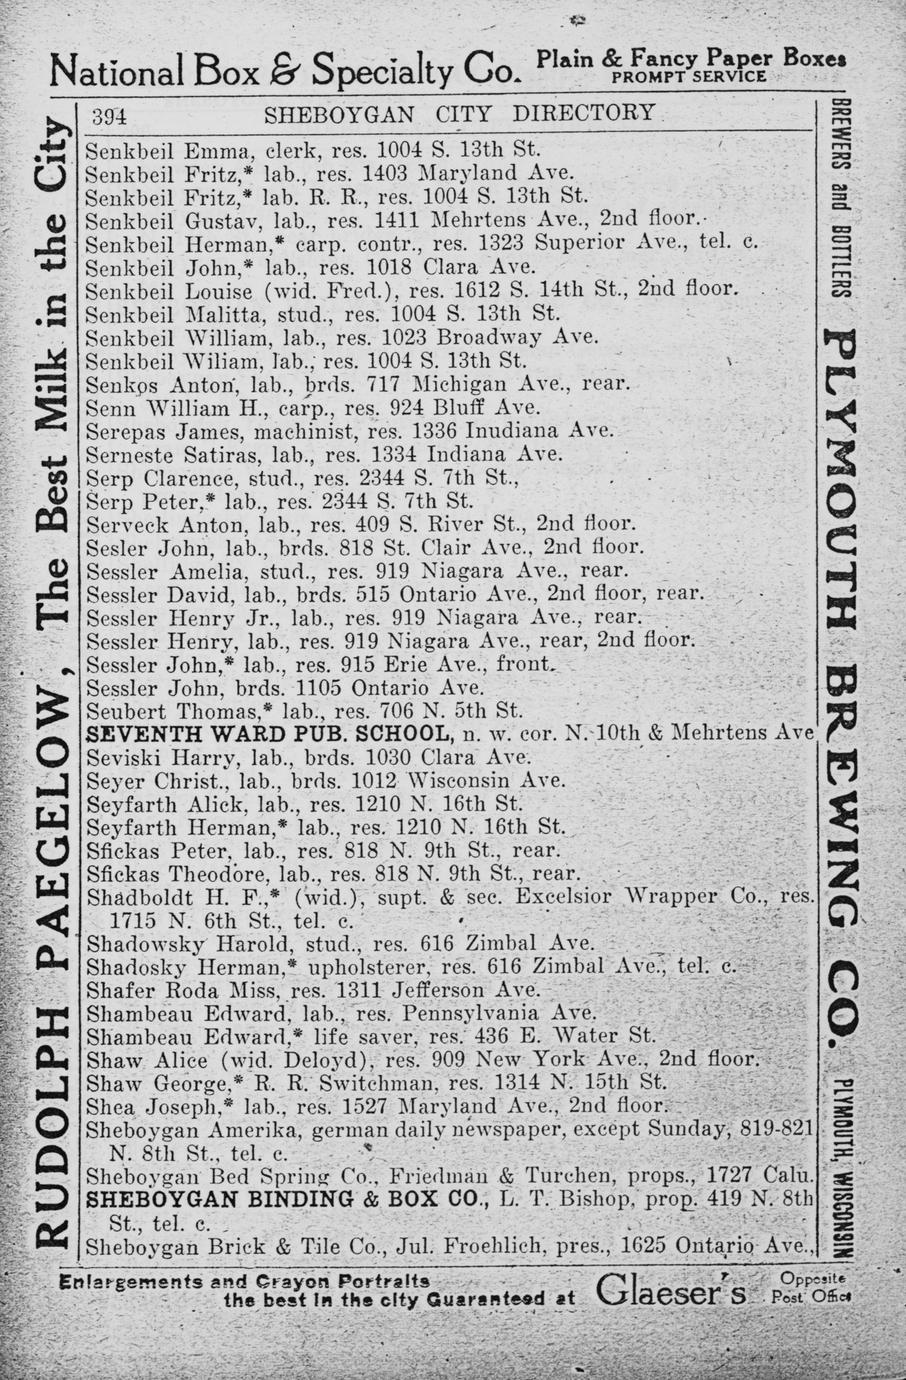 National Box & Specialty Co. Plain & Fancy Paper Boxes
PROMPT SERVICE
394 SHEBOYGAN CITY DIRECTORY
Senkbeil Emma, clerk, res. 1004 S. 13th St.
Senkbeil Fritz,* lab., res. 1403 Maryland Ave.
Senkbeil Fritz,* lab. R. R., res. 1004 S. 13th St.
Senkbeil Gustav, lab., res. 1411 Mehrtens Ave., 2nd floor.
Senkbeil Herman,* carp. contr., res. 1323 Superior Ave., tel. c.
Senkbeil John,* lab., res. 1018 Clara Ave.
Senkbeil Louise (wid. Fred.), res. 1612 S. 14th St., 2nd floor.
Senkbeil Malitta, stud., res. 1004 S. 13th St.
Senkbeil William, lab., res. 1023 Broadway Ave.
Senkbeil Wiliam, lab., res. 1004 S. 13th St.
Senkos Anton, lab., brds. 717 Michigan Ave., rear.
Senn William H., carp., res. 924 Bluff Ave.
Serepas James, machinist, res. 1336 Inudiana Ave.
Serneste Satiras, lab., res. 1334 Indiana Ave.
Serp Clarence, stud., res. 2344 S. 7th St.,
Serp Peter,* lab., res. 2344 S. 7th St.
Serveck Anton, lab., res. 409 S. River St., 2nd floor.
Sesler John, lab., brds. 818 St. Clair Ave., 2nd floor.
Sessler Amelia, stud., res. 919 Niagara Ave., rear.
Sessler David, lab., brds. 515 Ontario Ave., 2nd floor, rear.
Sessler Henry Jr., lab., res. 919 Niagara Ave., rear.
Sessler Henry, lab., res. 919 Niagara Ave., rear, 2nd floor.
Sessler John,* lab., res. 915 Erie Ave., front.
Sessler John, brds. 1105 Ontario Ave.
Seubert Thomas,* lab., res. 706 N. 5th St.
SEVENTH WARD PUB. SCHOOL, n. w. cor. N. 10th & Mehrtens Ave
Seviski Harry, lab., brds. 1030 Clara Ave.
Seyer Christ., lab., brds. 1012 Wisconsin Ave.
Seyfarth Alick, lab., res. 1210 N. 16th St.
Seyfarth Herman,* lab., res. 1210 N. 16th St.
Sfickas Peter, lab., res. 818 N. 9th St., rear.
Sfickas Theodore, lab., res. 818 N. 9th St., rear.
Shadboldt H. F.,* (wid.), supt. & sec. Excelsior Wrapper Co., res.
1715 N. 6th St., tel. c.
Shadowsky Harold, stud., res. 616 Zimbal Ave.
Shadosky Herman,* upholsterer, res. 616 Zimbal Ave., tel. c.
Shafer Roda Miss, res. 1311 Jefferson Ave.
Shambeau Edward, lab., res. Pennsylvania Ave.
Shambeau Edward,* life saver, res. 436 E. Water St.
Shaw Alice (wid. Deloyd), res. 909 New York Ave., 2nd floor.
Shaw George,* R. R. Switchman, res. 1314 N. 15th St.
Shea Joseph,* lab., res. 1527 Maryland Ave., 2nd floor.
Sheboygan Amerika, german daily newspaper, except Sunday, 819-821
N. 8th St., tel. c.
Sheboygan Bed Spring Co., Friedman & Turchen, props., 1727 Calu.
SHEBOYGAN BINDING & BOX CO., L. T. Bishop, prop. 419 N. 8th
St., tel. c.
Sheboygan Brick & Tile Co., Jul. Froehlich, pres., 1625 Ontario Ave.,
RUDOLPH PAEGELOW, The Best Milk in the City
BREWERS and BOTTLERS PLYMOUTH BREWING CO. PLYMOUTH, WISCONSIN
Enlargements and Crayon Portraits
the best in the city Guaranteed at Glaeser's Opposite
Post Office